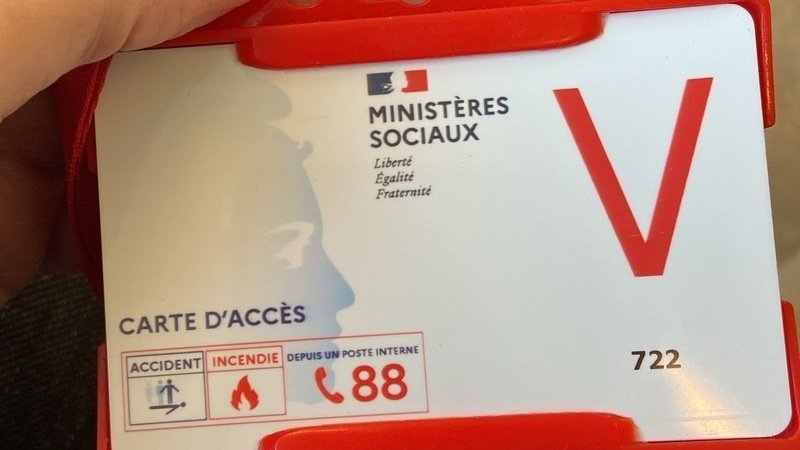 MINISTÈRES
SOCIAUX
Liberté
Égalité
Fraternité
V
CARTE D'ACCÈS
ACCIDENT
INCENDIE
DEPUIS UN POSTE INTERNE
88
722